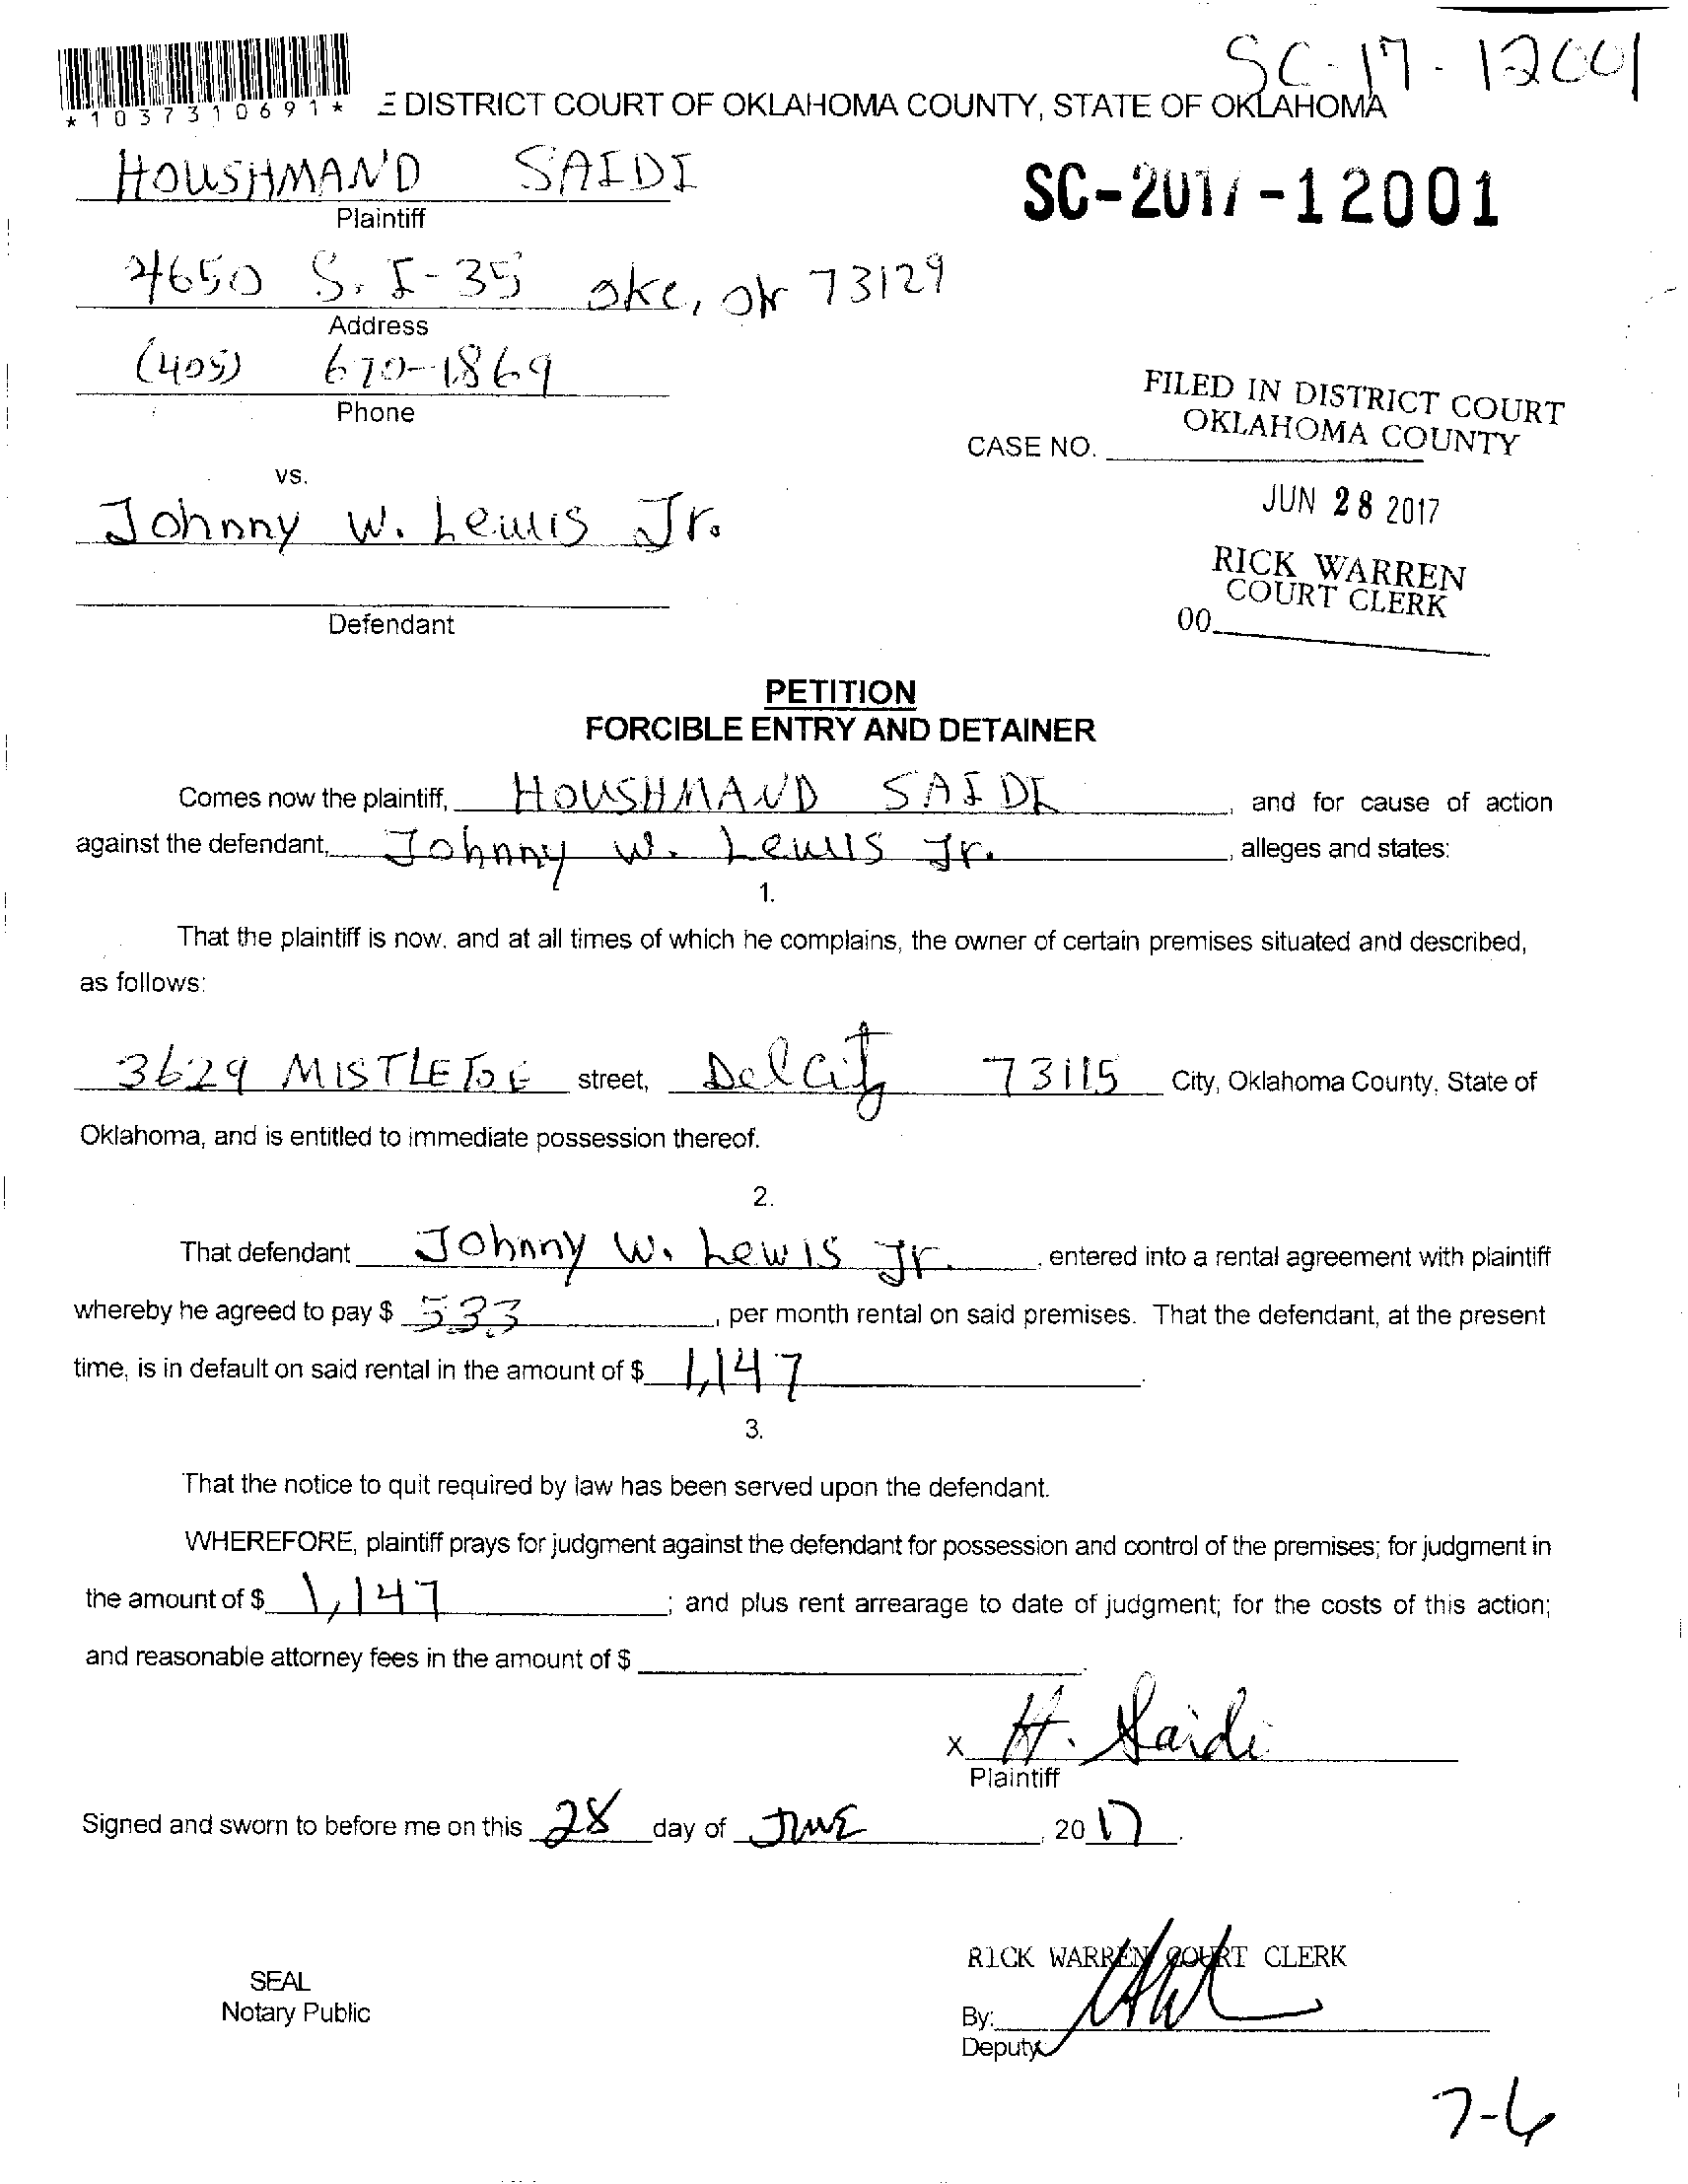 SC-17-12001
*1037310691*
E DISTRICT COURT OF OKLAHOMA COUNTY, STATE OF OKLAHOMA
HOUSHMAND SAIDI
Plaintiff
SC-2017-12001
4650 S. I-35 okc, ok 73129
Address
(405) 670-1869
Phone
FILED IN DISTRICT COURT
OKLAHOMA COUNTY
CASE NO.
vs.
JUN 28 2017
Johnny W. Lewis Jr.
RICK WARREN
COURT CLERK
Defendant
00
PETITION
FORCIBLE ENTRY AND DETAINER
Comes now the plaintiff, HOUSHMAND SAIDI, and for cause of action
against the defendant, Johnny W. Lewis Jr., alleges and states:
1.
That the plaintiff is now, and at all times of which he complains, the owner of certain premises situated and described,
as follows:
3629 MISTLETOE street, Del City 73115 City, Oklahoma County, State of
Oklahoma, and is entitled to immediate possession thereof.
2.
That defendant Johnny W. Lewis Jr., entered into a rental agreement with plaintiff
whereby he agreed to pay $ 533, per month rental on said premises. That the defendant, at the present
time, is in default on said rental in the amount of $ 1,147.
3.
That the notice to quit required by law has been served upon the defendant.
WHEREFORE, plaintiff prays for judgment against the defendant for possession and control of the premises; for judgment in
the amount of $ 1,147; and plus rent arrearage to date of judgment; for the costs of this action;
and reasonable attorney fees in the amount of $
x H. Saidi
Plaintiff
Signed and sworn to before me on this 28 day of JUNE, 2017.
RICK WARREN COURT CLERK
SEAL
Notary Public
By:
Deputy
7-6